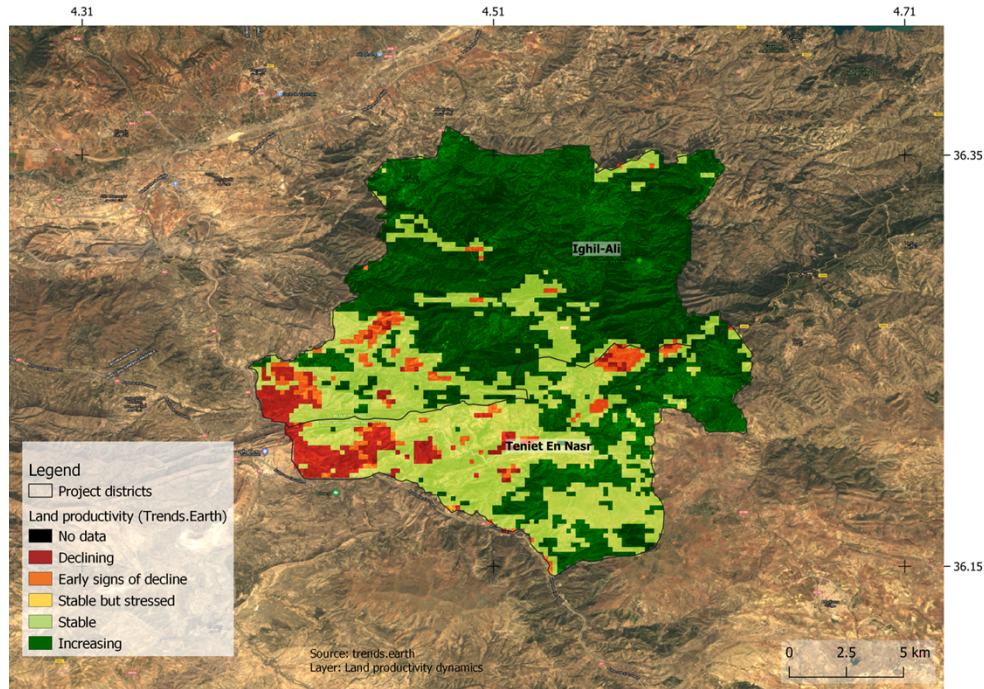 4.31
4.51
4.71
36.35
Ighil-Ali
Teniet En Nasr
36.15
Legend
Project districts
Land productivity (Trends.Earth)
No data
Declining
Early signs of decline
Stable but stressed
Stable
Increasing
Source: trends.earth
Layer: Land productivity dynamics
0
2.5
5 km